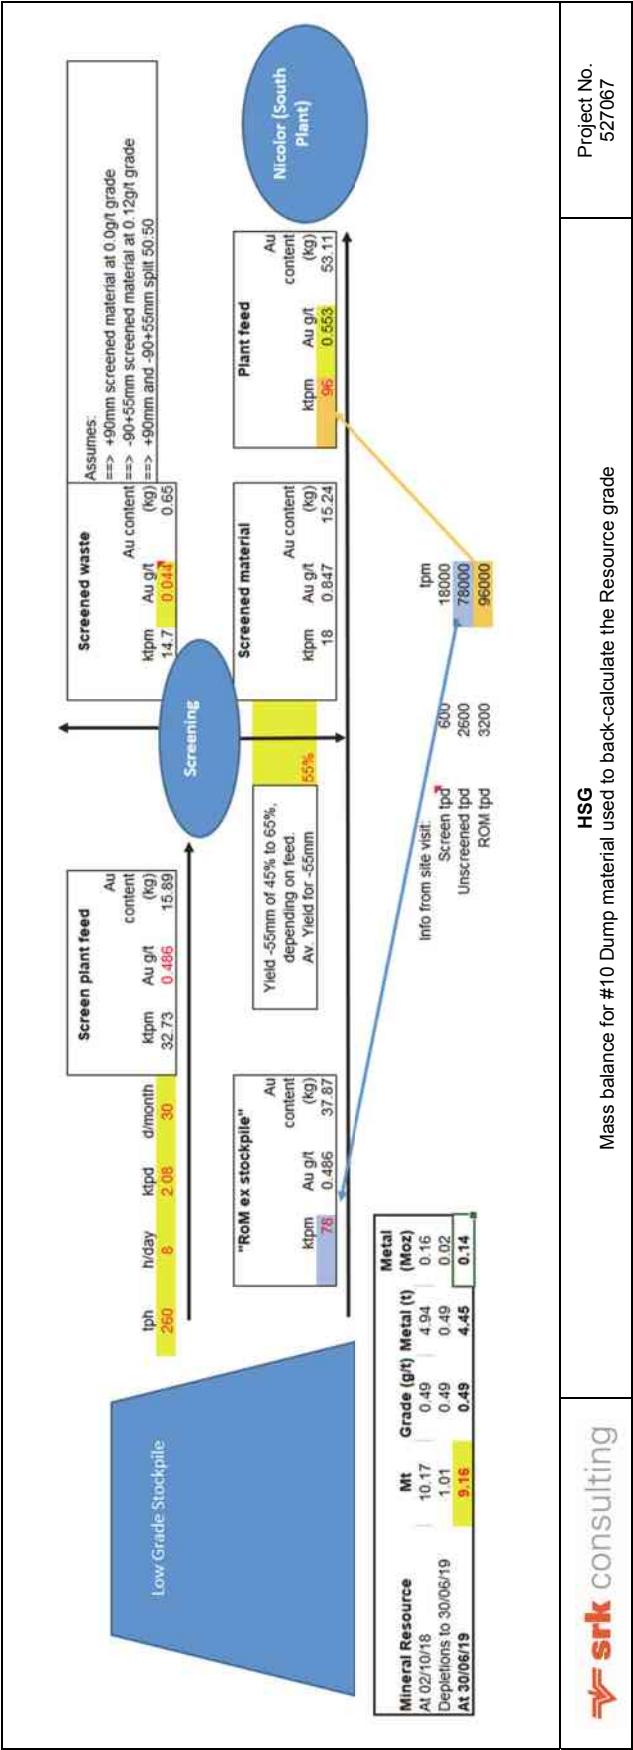 Low Grade Stockpile
tph h/day ktpd d/month
260 8 2.08 30
Screen plant feed
Au
content
ktpm Au g/t (kg)
32.73 0.486 15.89
Screening
Screened waste
Au content
ktpm Au g/t (kg)
14.7 0.044 0.65
Assumes:
==> +90mm screened material at 0.0g/t grade
==> -90+55mm screened material at 0.12g/t grade
==> +90mm and -90+55mm split 50:50
"RoM ex stockpile"
Au
content
ktpm Au g/t (kg)
78 0.486 37.87
Yield -55mm of 45% to 65%,
depending on feed.
Av. Yield for -55mm
55%
Screened material
Au content
ktpm Au g/t (kg)
18 0.847 15.24
Plant feed
Au
content
ktpm Au g/t (kg)
96 0.553 53.11
Nicolor (South
Plant)
Metal
Mineral Resource Mt Grade (g/t) Metal (t) (Moz)
At 02/10/18 10.17 0.49 4.94 0.16
Depletions to 30/06/19 1.01 0.49 0.49 0.02
At 30/06/19 9.16 0.49 4.45 0.14
Info from site visit: tpm
Screen tpd 600 18000
Unscreened tpd 2600 78000
ROM tpd 3200 96000
srk consulting
HSG
Mass balance for #10 Dump material used to back-calculate the Resource grade
Project No.
527067